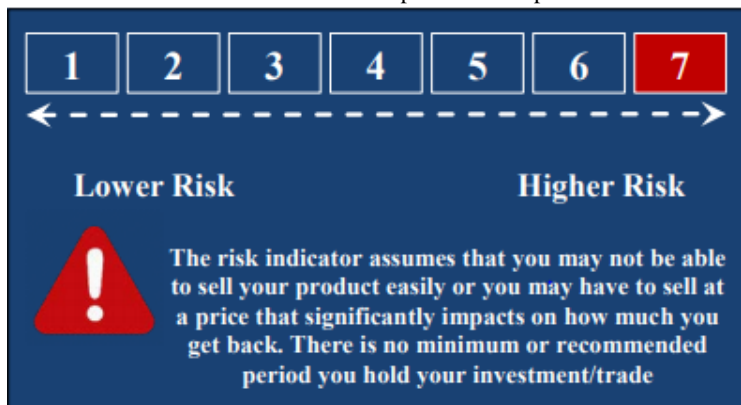 1 2 3 4 5 6 7
Lower Risk Higher Risk
The risk indicator assumes that you may not be able
to sell your product easily or you may have to sell at
a price that significantly impacts on how much you
get back. There is no minimum or recommended
period you hold your investment/trade